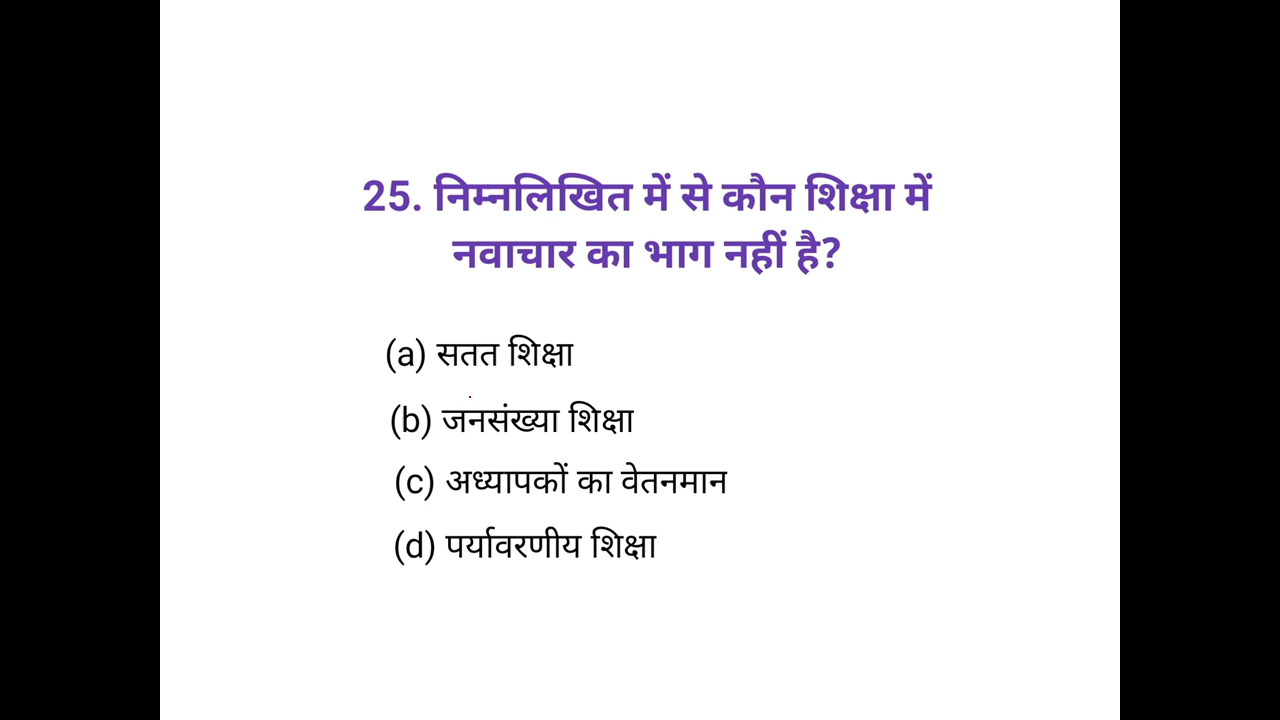 25. निम्नलिखित में से कौन शिक्षा में
नवाचार का भाग नहीं है?
(a) सतत शिक्षा
(b) जनसंख्या शिक्षा
(c) अध्यापकों का वेतनमान
(d) पर्यावरणीय शिक्षा